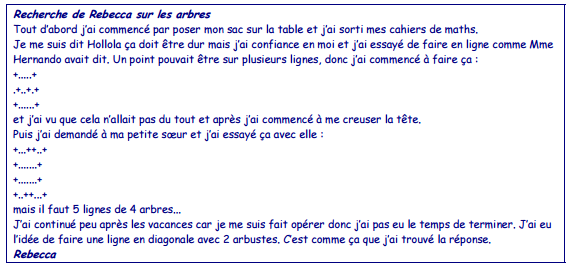 Recherche de Rebecca sur les arbres
Tout d'abord j'ai commencé par poser mon sac sur la table et j'ai sorti mes cahiers de maths.
Je me suis dit Hollola ça doit être dur mais j'ai confiance en moi et j'ai essayé de faire en ligne comme Mme
Hernando avait dit. Un point pouvait être sur plusieurs lignes, donc j'ai commencé à faire ça :
+.....+
.+..+.+
+......+
et j'ai vu que cela n'allait pas du tout et après j'ai commencé à me creuser la tête.
Puis j'ai demandé à ma petite sœur et j'ai essayé ça avec elle :
+...++..+
+.......+
+.......+
+..++...+
mais il faut 5 lignes de 4 arbres...
J'ai continué peu après les vacances car je me suis fait opérer donc j'ai pas eu le temps de terminer. J'ai eu
l'idée de faire une ligne en diagonale avec 2 arbustes. C'est comme ça que j'ai trouvé la réponse.
Rebecca